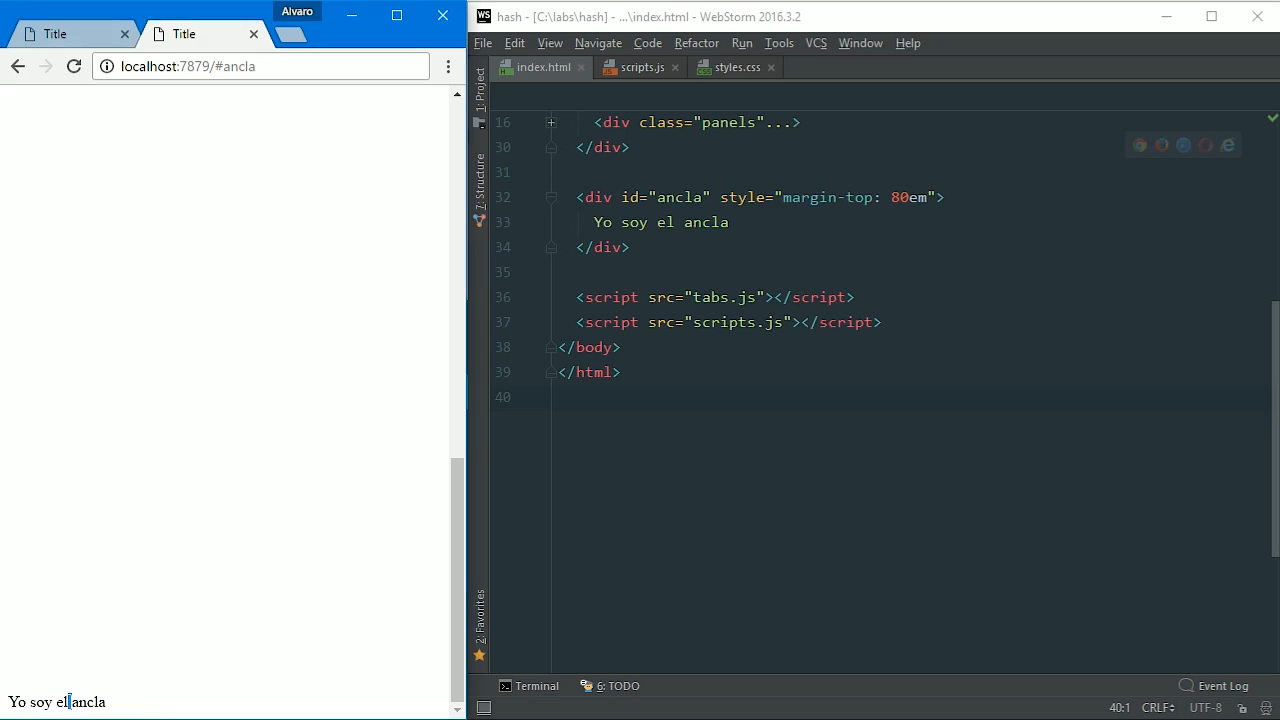 Alvaro
Title
Title
localhost:7879/#ancla
Yo soy el ancla
WS hash - [C:\labs\hash] - ...\index.html - WebStorm 2016.3.2
File Edit View Navigate Code Refactor Run Tools VCS Window Help
index.html scripts.js styles.css
1: Project
7: Structure
2: Favorites
16 <div class="panels"...>
30 </div>
31
32 <div id="ancla" style="margin-top: 80em">
33 Yo soy el ancla
34 </div>
35
36 <script src="tabs.js"></script>
37 <script src="scripts.js"></script>
38 </body>
39 </html>
40
Terminal 6: TODO Event Log
40:1 CRLF UTF-8